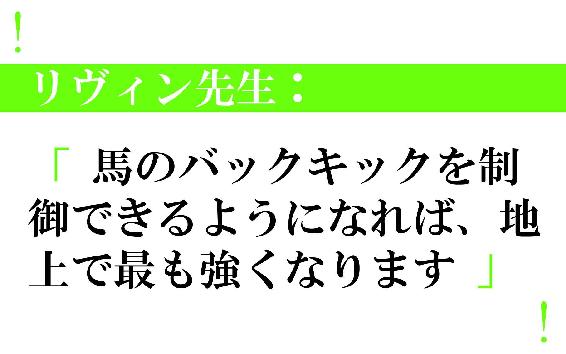 !
リヴィン先生：
「 馬のバックキックを制
御できるようになれば、地
上で最も強くなります 」
!